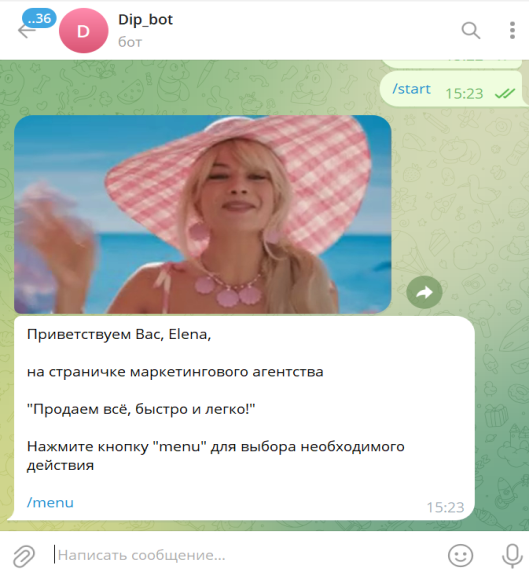 ..36
D
Dip_bot
бот
/start
15:23
Приветствуем Вас, Elena,
на страничке маркетингового агентства
"Продаем всё, быстро и легко!"
Нажмите кнопку "menu" для выбора необходимого
действия
/menu
15:23
Написать сообщение...